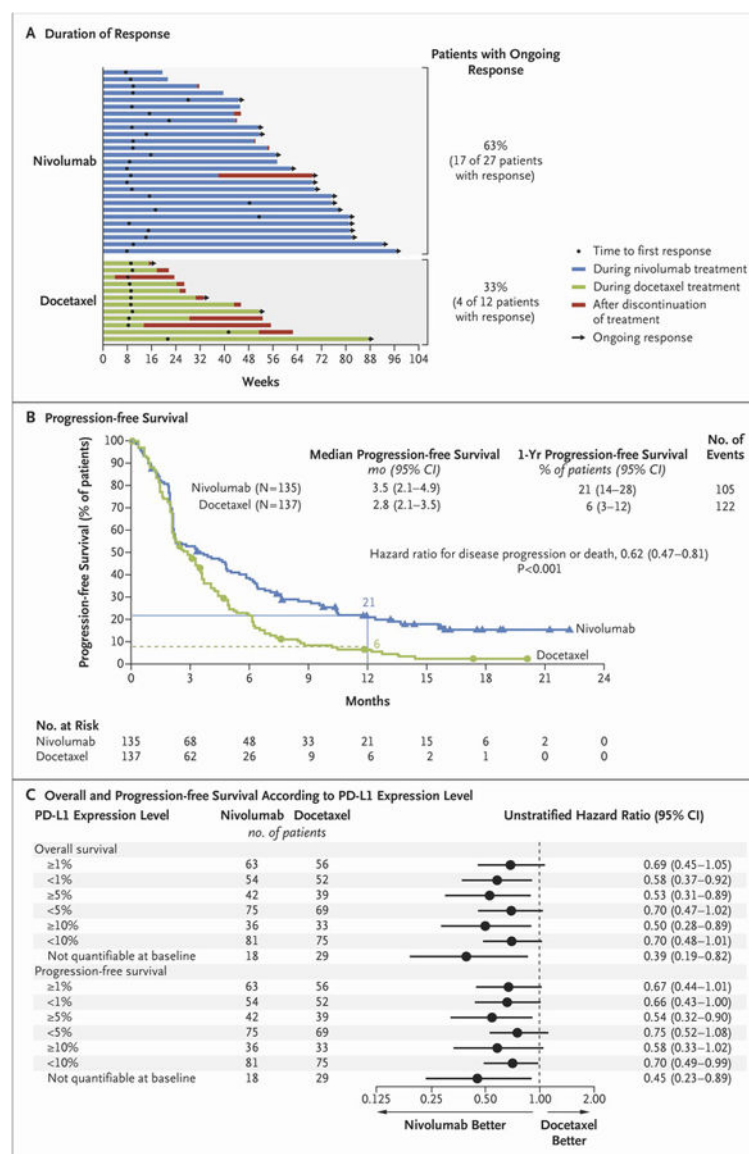 A Duration of Response
Patients with Ongoing
Response
Nivolumab
63%
(17 of 27 patients
with response)
Docetaxel
33%
(4 of 12 patients
with response)
Time to first response
During nivolumab treatment
During docetaxel treatment
After discontinuation
of treatment
Ongoing response
0 8 16 24 32 40 48 56 64 72 80 88 96 104
Weeks
B Progression-free Survival
Progression-free Survival (% of patients)
100
90
80
70
60
50
40
30
20
10
0
Median Progression-free Survival 1-Yr Progression-free Survival No. of
mo (95% CI) % of patients (95% CI) Events
Nivolumab (N=135) 3.5 (2.1–4.9) 21 (14–28) 105
Docetaxel (N=137) 2.8 (2.1–3.5) 6 (3–12) 122
Hazard ratio for disease progression or death, 0.62 (0.47–0.81)
P<0.001
21
6
Nivolumab
Docetaxel
0 3 6 9 12 15 18 21 24
Months
No. at Risk
Nivolumab 135 68 48 33 21 15 6 2 0
Docetaxel 137 62 26 9 6 2 1 0 0
C Overall and Progression-free Survival According to PD-L1 Expression Level
PD-L1 Expression Level Nivolumab Docetaxel Unstratified Hazard Ratio (95% CI)
no. of patients
Overall survival
≥1% 63 56 0.69 (0.45–1.05)
<1% 54 52 0.58 (0.37–0.92)
≥5% 42 39 0.53 (0.31–0.89)
<5% 75 69 0.70 (0.47–1.02)
≥10% 36 33 0.50 (0.28–0.89)
<10% 81 75 0.70 (0.48–1.01)
Not quantifiable at baseline 18 29 0.39 (0.19–0.82)
Progression-free survival
≥1% 63 56 0.67 (0.44–1.01)
<1% 54 52 0.66 (0.43–1.00)
≥5% 42 39 0.54 (0.32–0.90)
<5% 75 69 0.75 (0.52–1.08)
≥10% 36 33 0.58 (0.33–1.02)
<10% 81 75 0.70 (0.49–0.99)
Not quantifiable at baseline 18 29 0.45 (0.23–0.89)
0.125 0.25 0.50 1.00 2.00
Nivolumab Better Docetaxel
Better